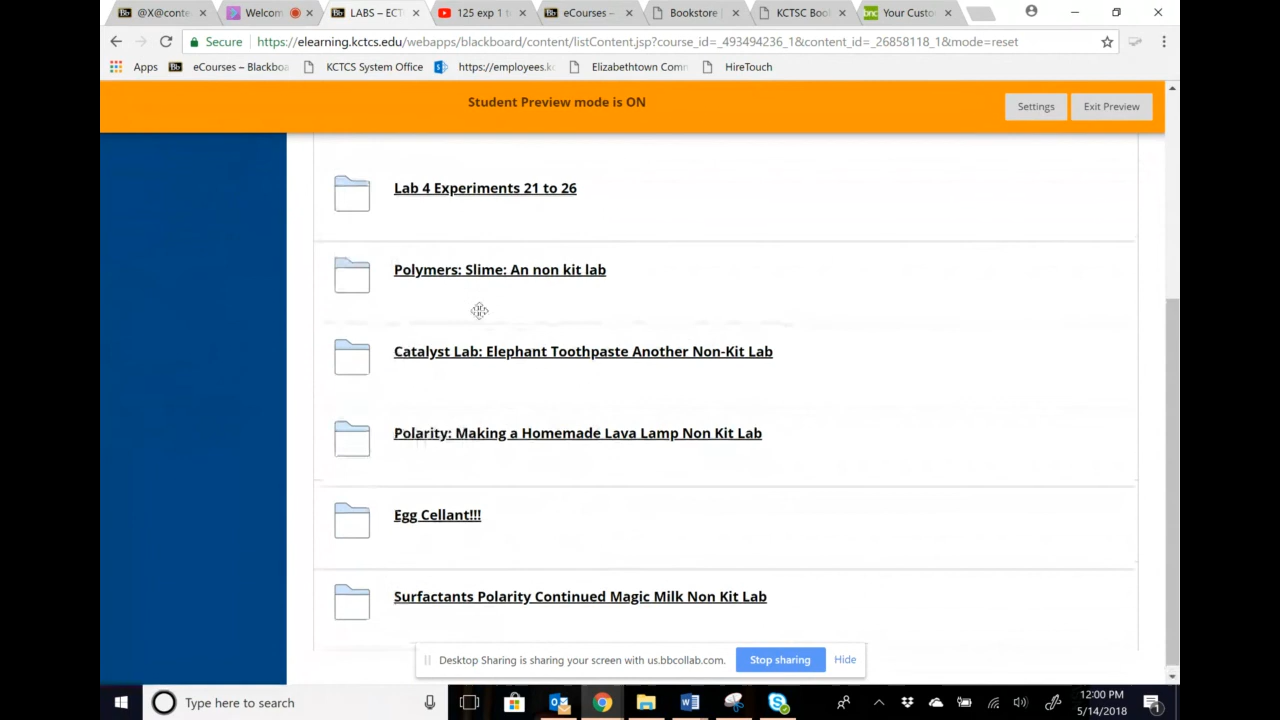 @X@conte
Welcom
LABS – ECT
125 exp 1 t
eCourses –
Bookstore
KCTSC Boo
Your Custo
Secure
https://elearning.kctcs.edu/webapps/blackboard/content/listContent.jsp?course_id=_493494236_1&content_id=_26858118_1&mode=reset
Apps
eCourses – Blackbo
KCTCS System Office
https://employees.kc
Elizabethtown Com
HireTouch
Student Preview mode is ON
Settings
Exit Preview
Lab 4 Experiments 21 to 26
Polymers: Slime: An non kit lab
Catalyst Lab: Elephant Toothpaste Another Non-Kit Lab
Polarity: Making a Homemade Lava Lamp Non Kit Lab
Egg Cellant!!!
Surfactants Polarity Continued Magic Milk Non Kit Lab
Desktop Sharing is sharing your screen with us.bbcollab.com.
Stop sharing
Hide
Type here to search
12:00 PM
5/14/2018